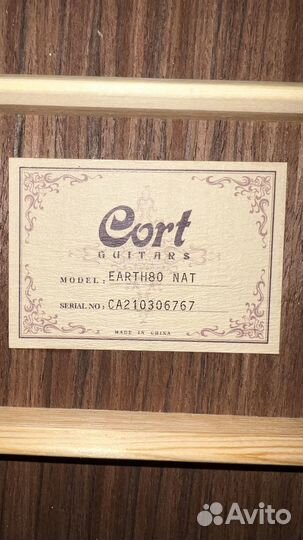 Cort
GUITARS
MODEL: EARTH80 NAT
SERIAL NO: CA210306767
MADE IN CHINA
Avito